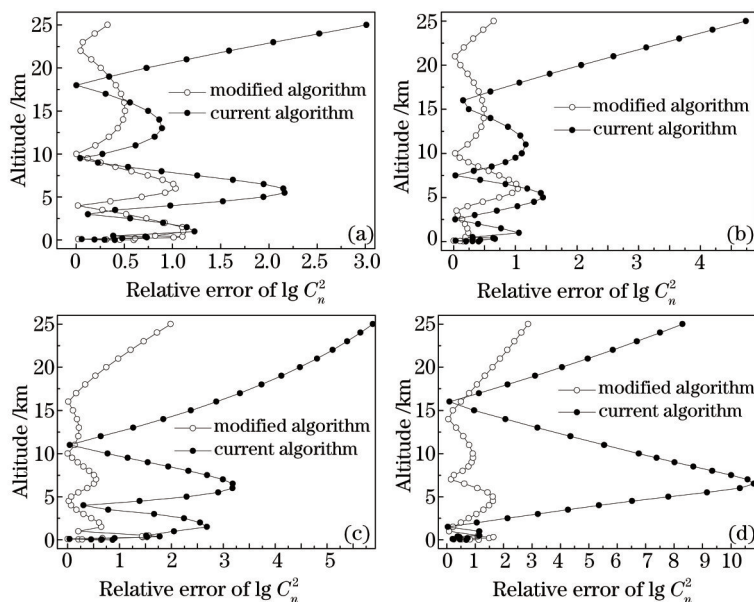 25
20
15
10
5
0
Altitude /km
modified algorithm
current algorithm
(a)
0 0.5 1.0 1.5 2.0 2.5 3.0
Relative error of lg C_n^2
25
20
15
10
5
0
Altitude /km
modified algorithm
current algorithm
(b)
0 1 2 3 4
Relative error of lg C_n^2
25
20
15
10
5
0
Altitude /km
modified algorithm
current algorithm
(c)
0 1 2 3 4 5
Relative error of lg C_n^2
25
20
15
10
5
0
Altitude /km
modified algorithm
current algorithm
(d)
0 1 2 3 4 5 6 7 8 9 10
Relative error of lg C_n^2